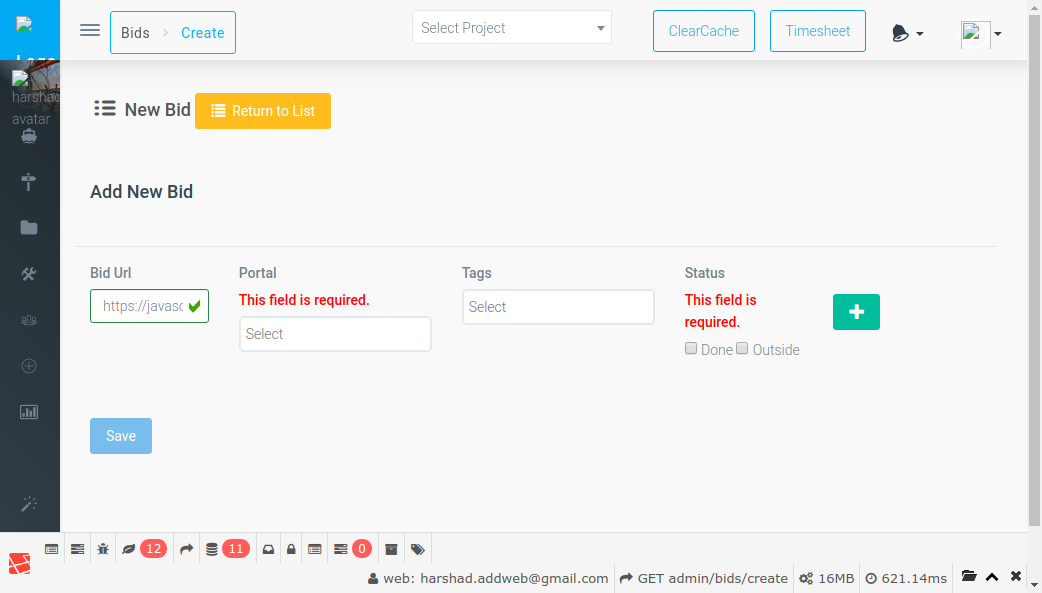 Bids > Create
Select Project
ClearCache
Timesheet
harshad
avatar
New Bid
Return to List
Add New Bid
Bid Url
Portal
Tags
Status
This field is required.
This field is
required.
https://javasc
Select
Select
Done
Outside
Save
12
11
0
web: harshad.addweb@gmail.com
GET admin/bids/create
16MB
621.14ms